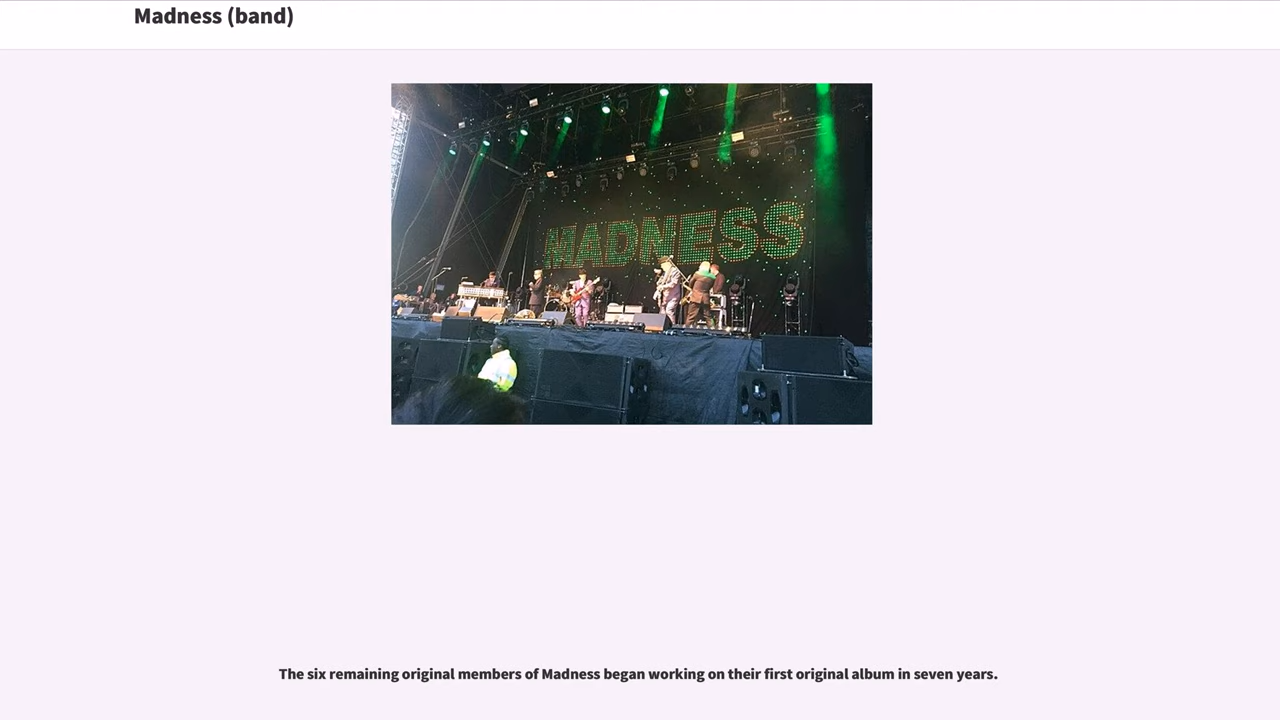 Madness (band)
MADNESS
The six remaining original members of Madness began working on their first original album in seven years.